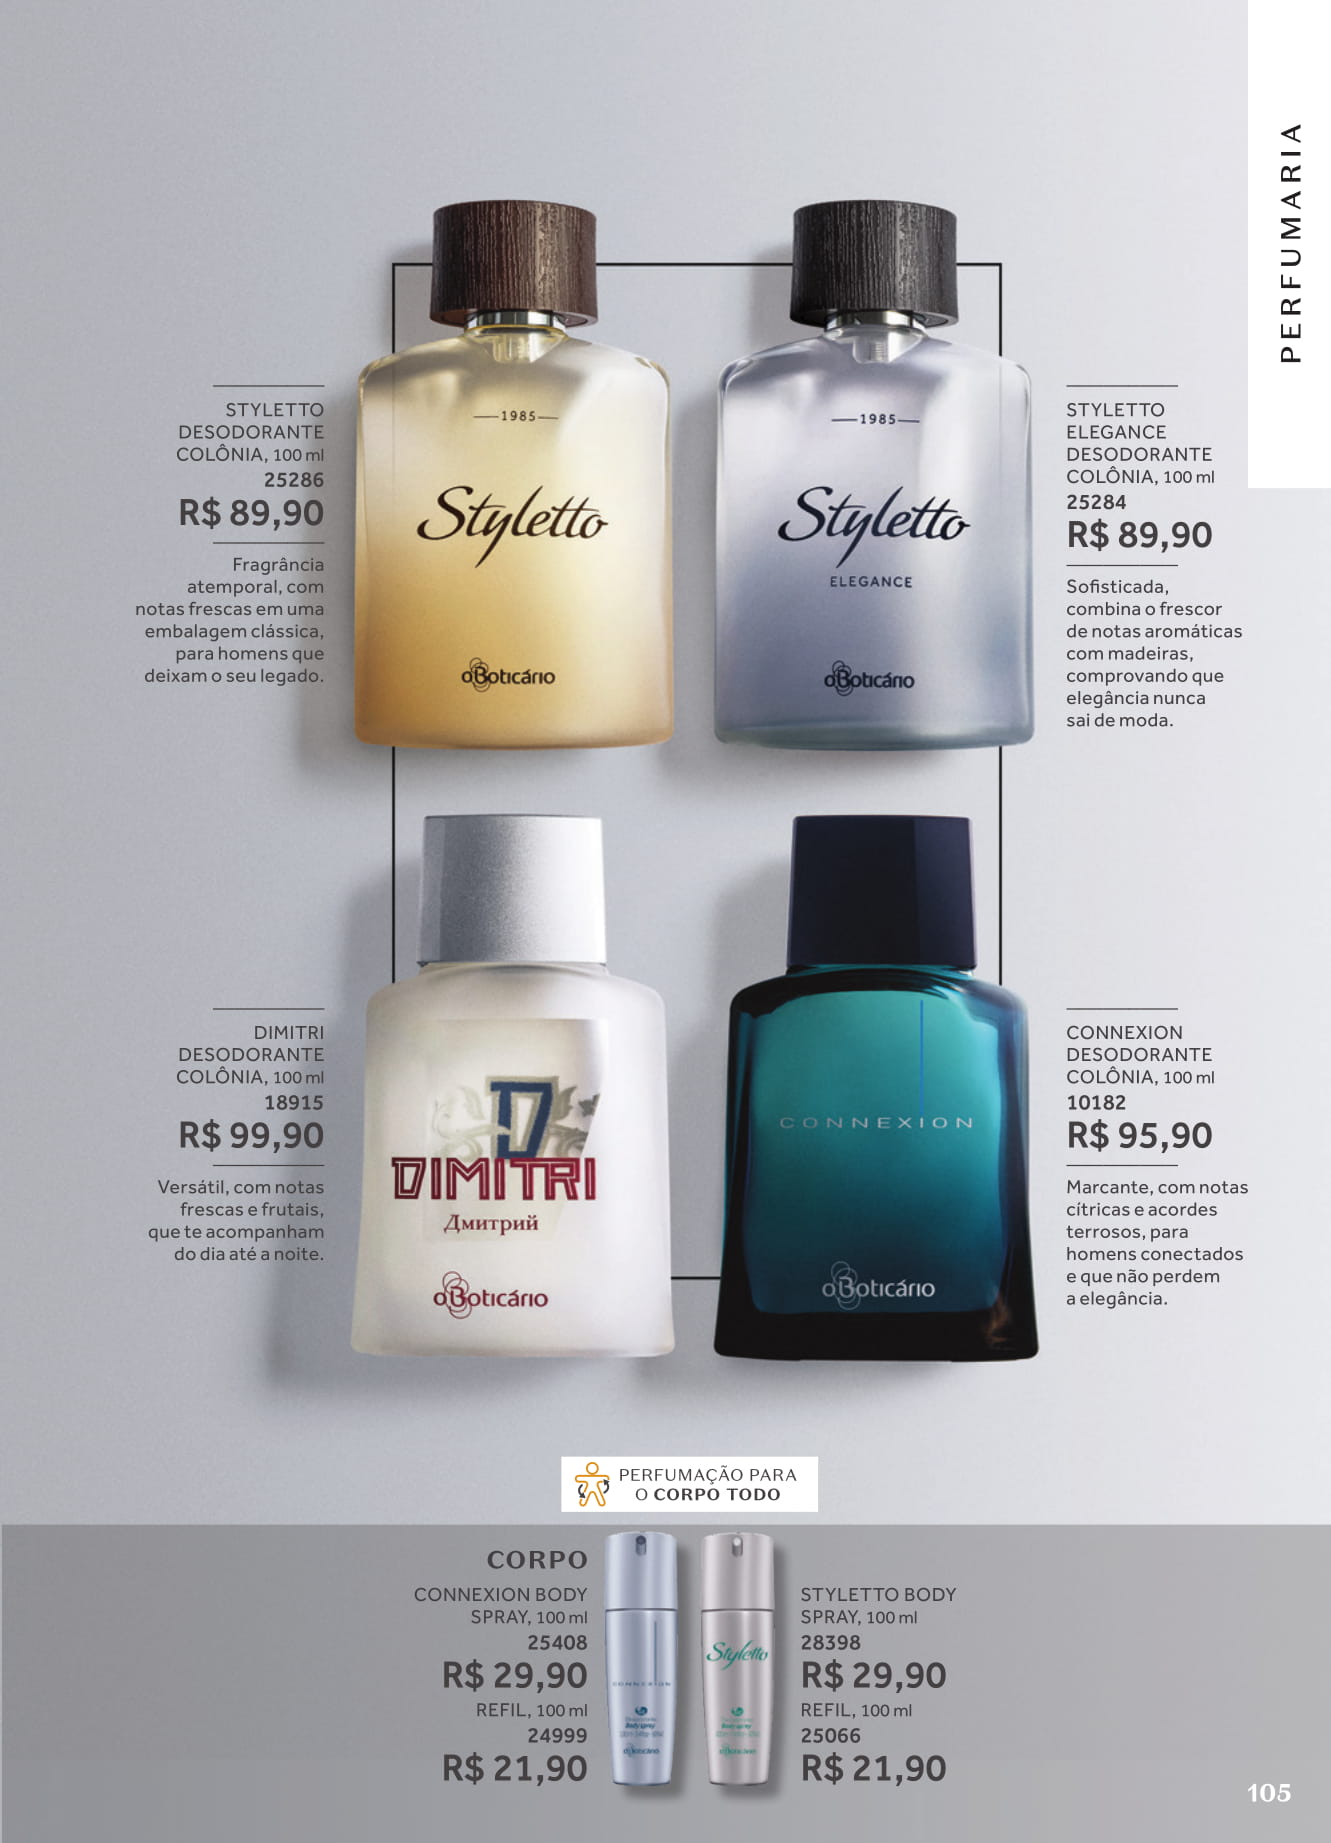 PERFUMARIA
STYLETTO
DESODORANTE
COLÔNIA, 100 ml
25286
R$ 89,90
Fragrância
atemporal, com
notas frescas em uma
embalagem clássica,
para homens que
deixam o seu legado.
1985
Styletto
oBoticário
1985
Styletto
ELEGANCE
oBoticário
STYLETTO
ELEGANCE
DESODORANTE
COLÔNIA, 100 ml
25284
R$ 89,90
Sofisticada,
combina o frescor
de notas aromáticas
com madeiras,
comprovando que
elegância nunca
sai de moda.
DIMITRI
DESODORANTE
COLÔNIA, 100 ml
18915
R$ 99,90
Versátil, com notas
frescas e frutais,
que te acompanham
do dia até a noite.
D
DIMITRI
Дмитрий
oBoticário
CONNEXION
oBoticário
CONNEXION
DESODORANTE
COLÔNIA, 100 ml
10182
R$ 95,90
Marcante, com notas
cítricas e acordes
terrosos, para
homens conectados
e que não perdem
a elegância.
PERFUMAÇÃO PARA
O CORPO TODO
CORPO
CONNEXION BODY
SPRAY, 100 ml
25408
R$ 29,90
REFIL, 100 ml
24999
R$ 21,90
CONNEXION
Body spray
oBoticário
Styletto
Body spray
oBoticário
STYLETTO BODY
SPRAY, 100 ml
28398
R$ 29,90
REFIL, 100 ml
25066
R$ 21,90
105